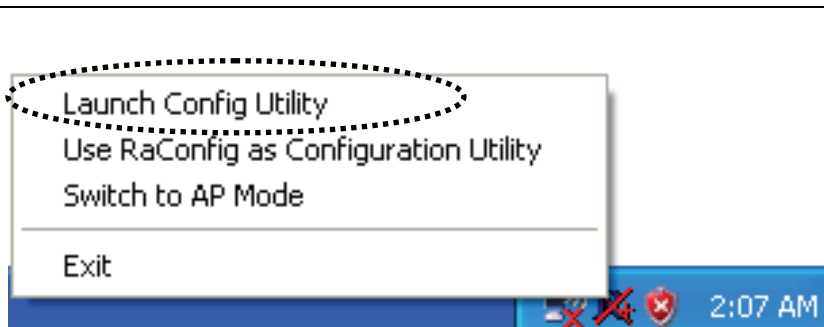 Launch Config Utility
Use RaConfig as Configuration Utility
Switch to AP Mode
Exit
2:07 AM